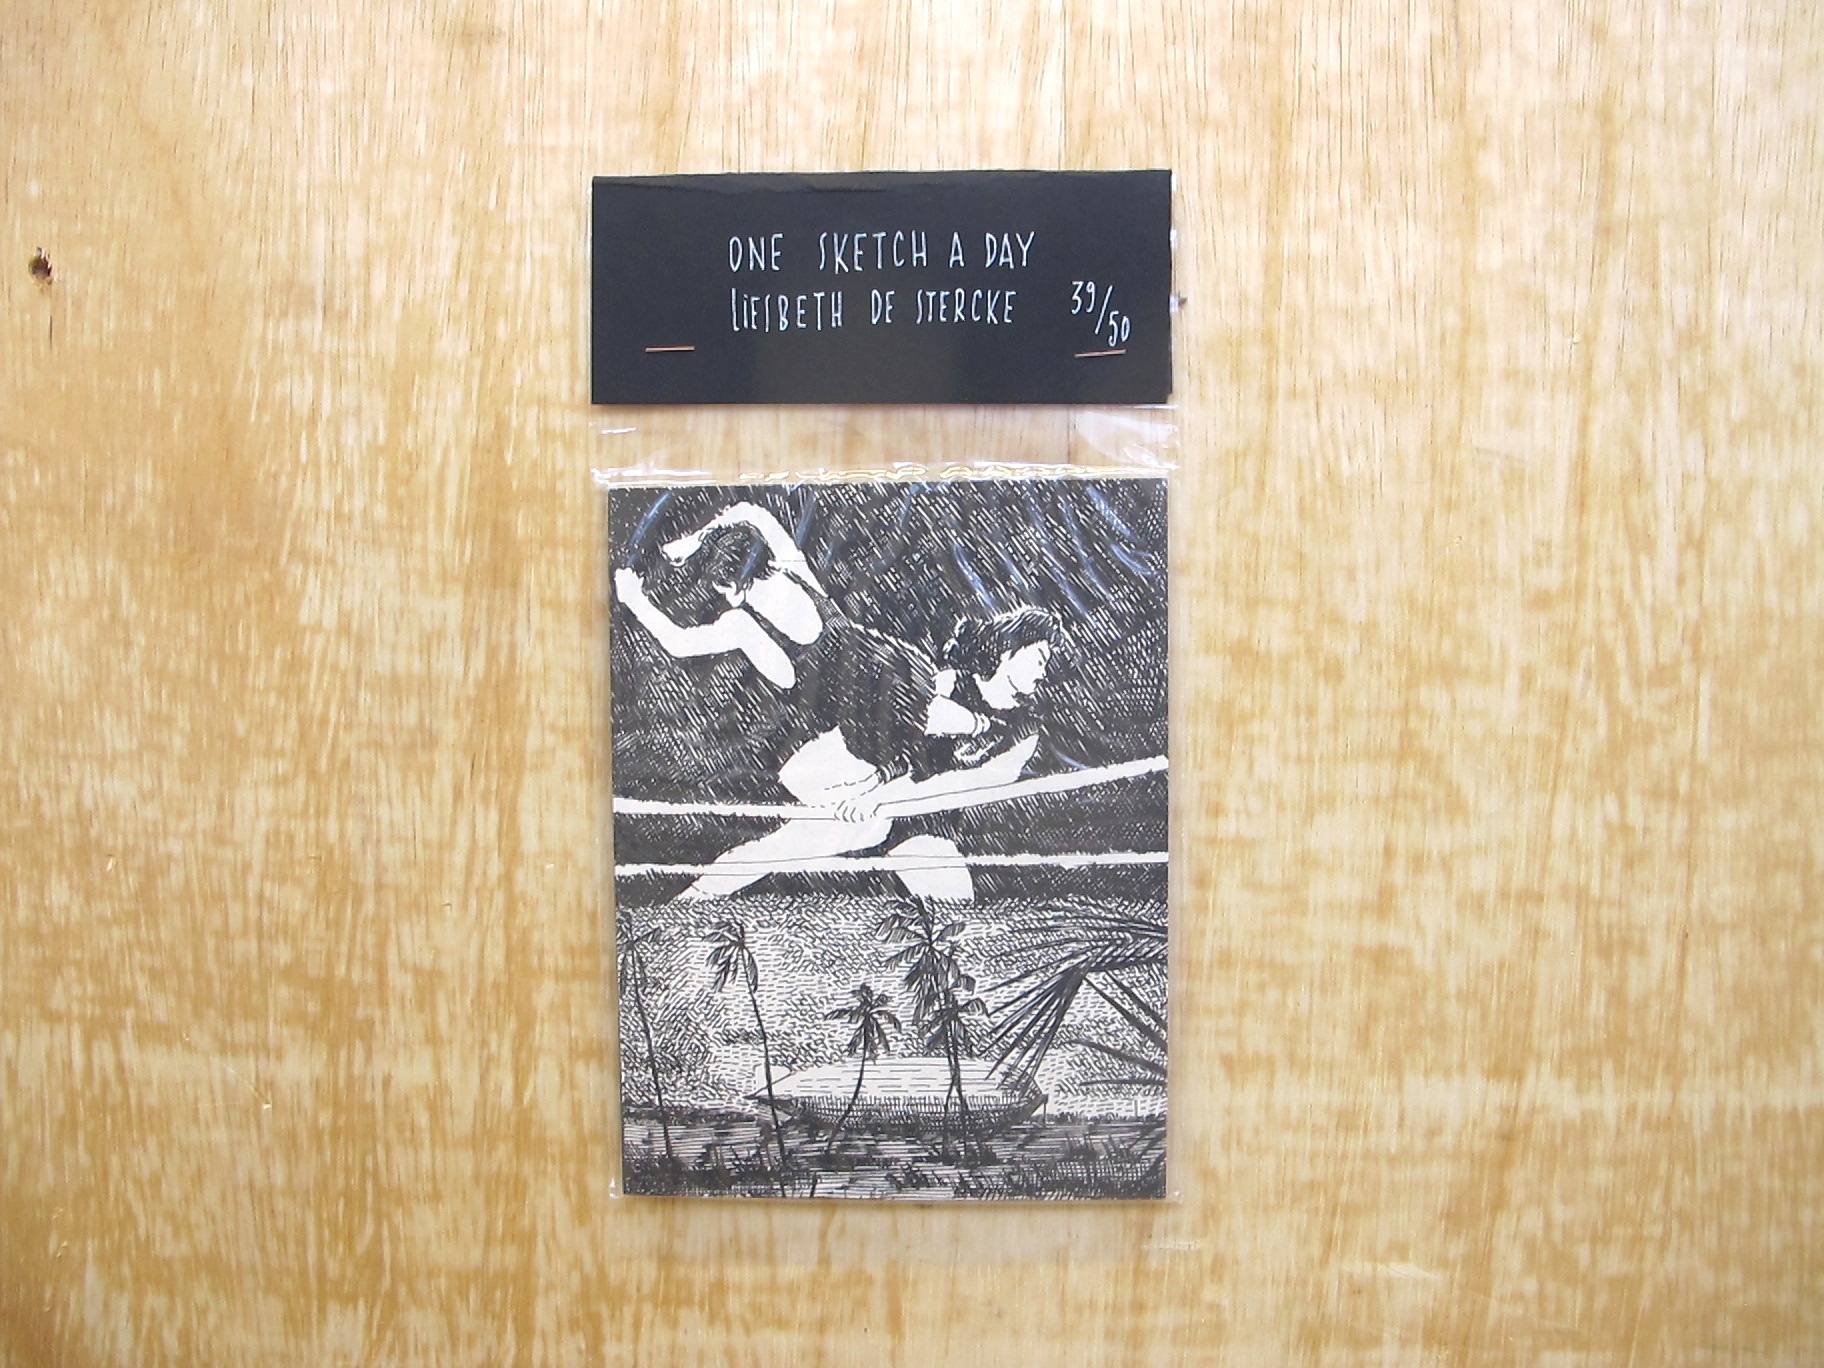 ONE SKETCH A DAY
LIESBETH DE STERCKE 39/50